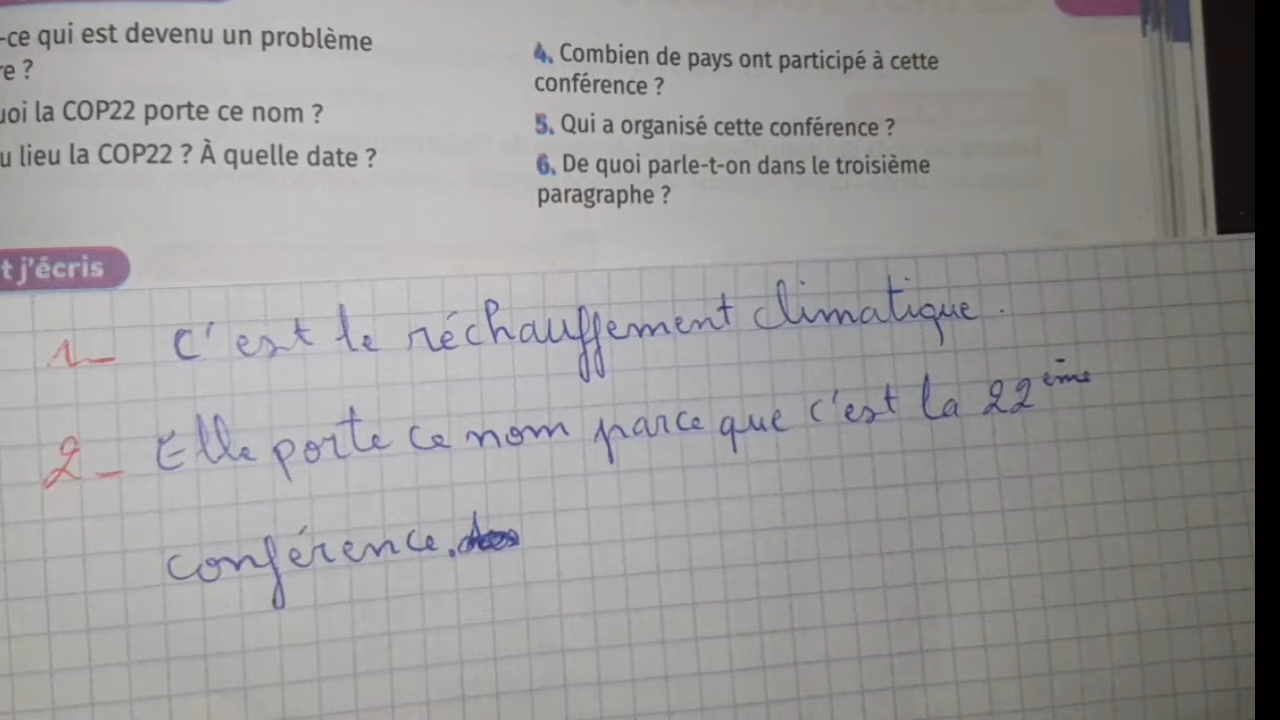 -ce qui est devenu un problème
re ?
uoi la COP22 porte ce nom ?
u lieu la COP22 ? À quelle date ?
4. Combien de pays ont participé à cette
conférence ?
5. Qui a organisé cette conférence ?
6. De quoi parle-t-on dans le troisième
paragraphe ?
t j'écris
1- C'est le réchauffement climatique.
2- Elle porte ce nom parce que c'est la 22ème
conférence.